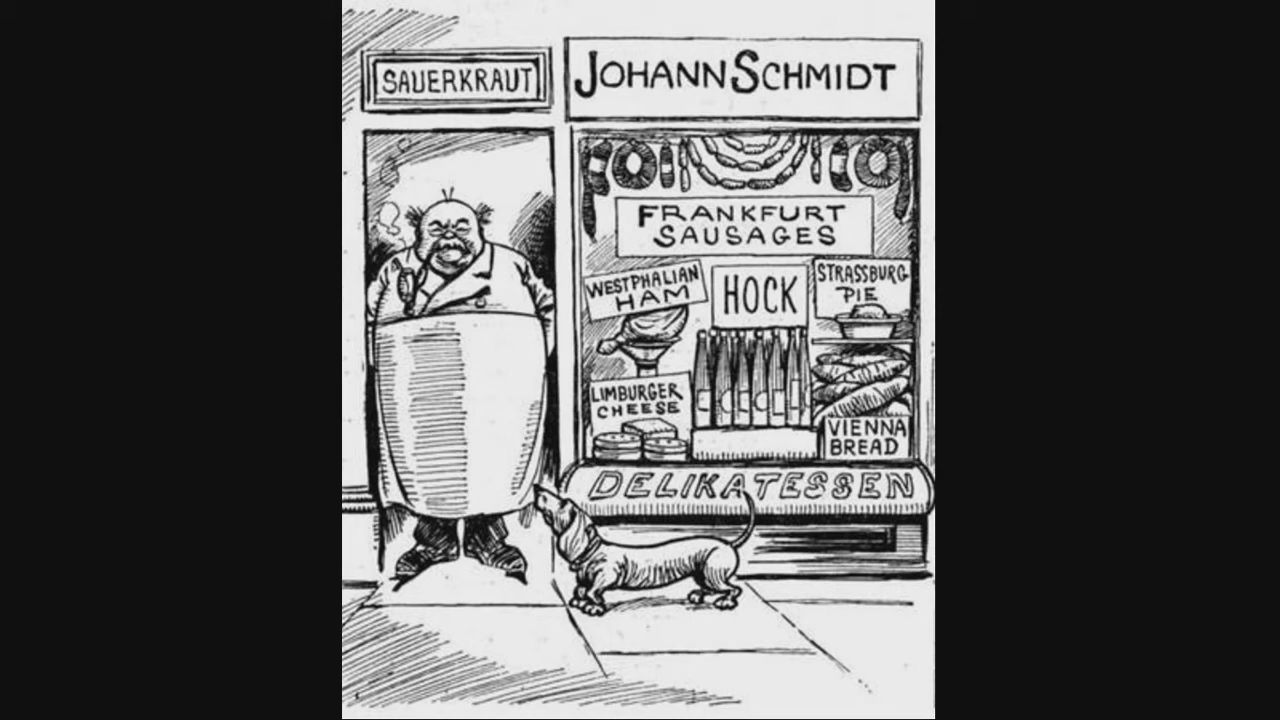 SAUERKRAUT
JOHANN SCHMIDT
FRANKFURT
SAUSAGES
WESTPHALIAN
HAM
HOCK
STRASSBURG
PIE
LIMBURGER
CHEESE
VIENNA
BREAD
DELIKATESSEN